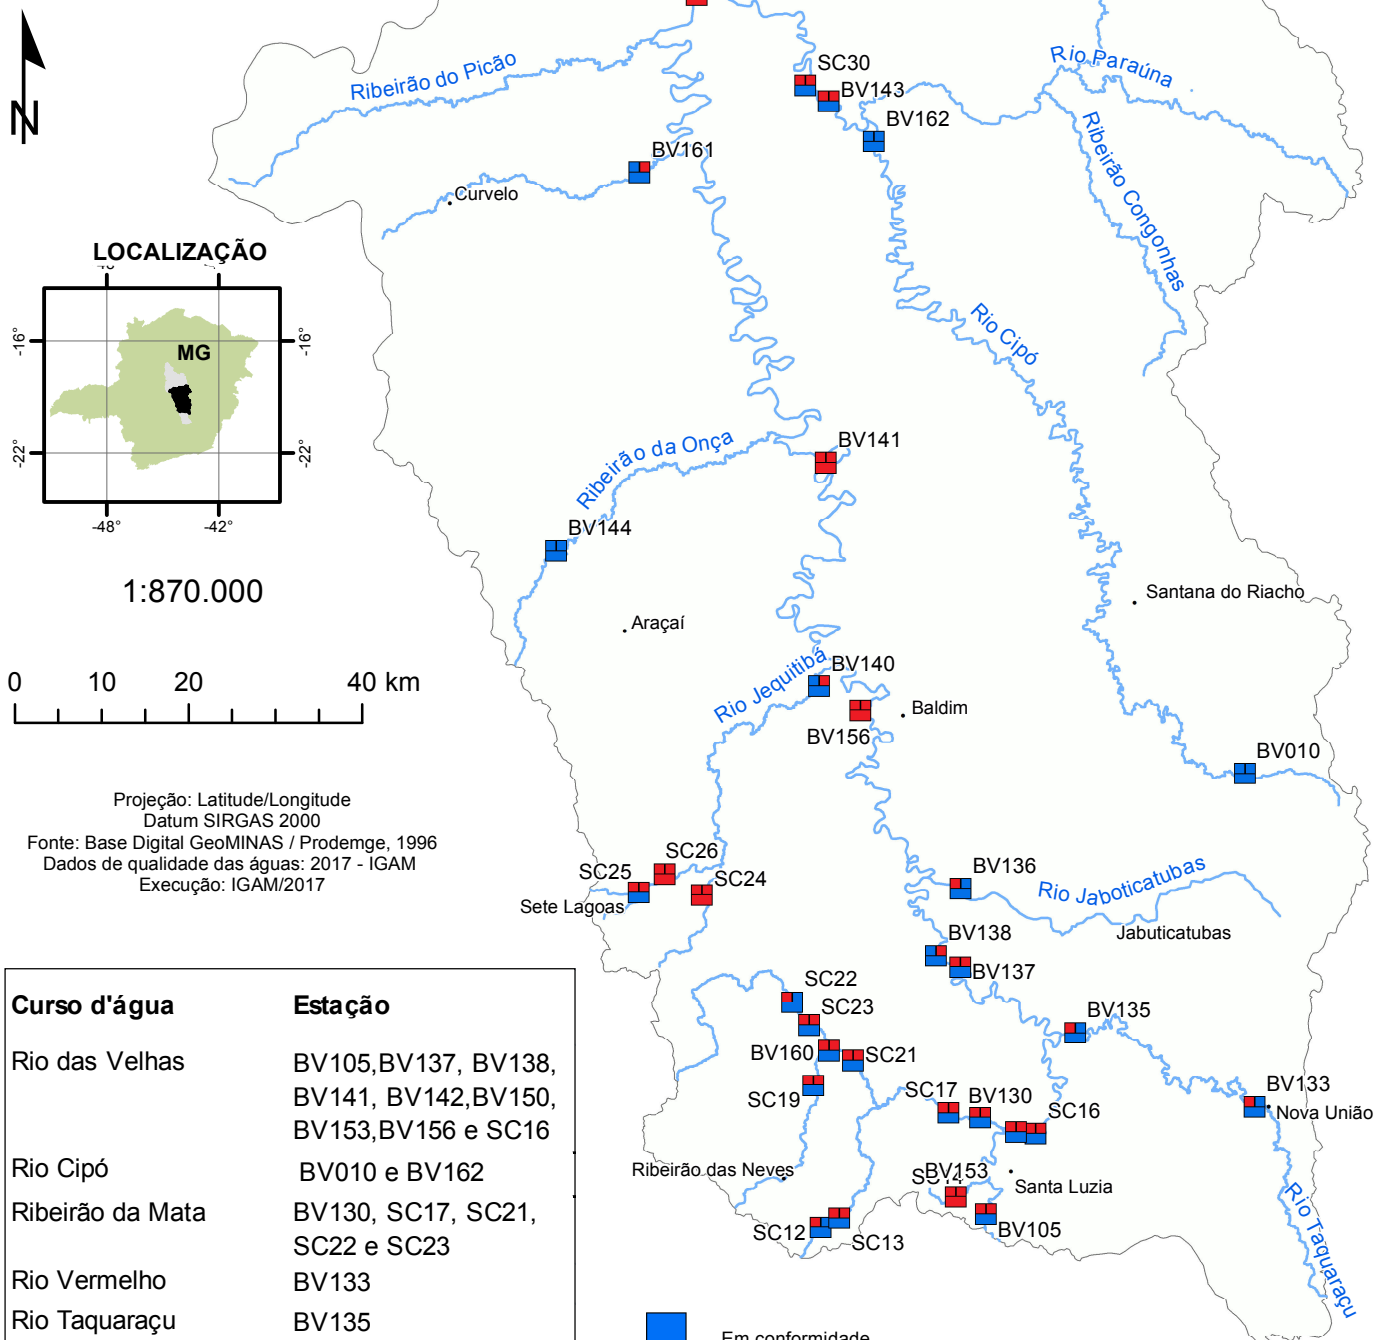 N
Ribeirão do Picão
SC30
BV143
BV162
Rio Paraúna
Ribeirão Congonhas
BV161
Curvelo
LOCALIZAÇÃO
-16°
MG
-16°
-22°
-22°
-48°
-42°
1:870.000
Rio Cipó
Ribeirão da Onça
BV141
BV144
Santana do Riacho
Araçaí
Rio Jequitibá
BV140
Baldim
BV156
BV010
0 10 20 40 km
Projeção: Latitude/Longitude
Datum SIRGAS 2000
Fonte: Base Digital GeoMINAS / Prodemge, 1996
Dados de qualidade das águas: 2017 - IGAM
Execução: IGAM/2017
SC26
SC25
SC24
Sete Lagoas
BV136
Rio Jaboticatubas
Jabuticatubas
BV138
BV137
SC22
SC23
BV135
BV160
SC21
SC19
SC17
BV130
SC16
BV133
Nova União
Ribeirão das Neves
BV153
Santa Luzia
SC12
SC13
BV105
Rio Taquaraçu
Curso d'água Estação
Rio das Velhas BV105,BV137, BV138,
BV141, BV142,BV150,
BV153,BV156 e SC16
Rio Cipó BV010 e BV162
Ribeirão da Mata BV130, SC17, SC21,
SC22 e SC23
Rio Vermelho BV133
Rio Taquaraçu BV135
Em conformidade